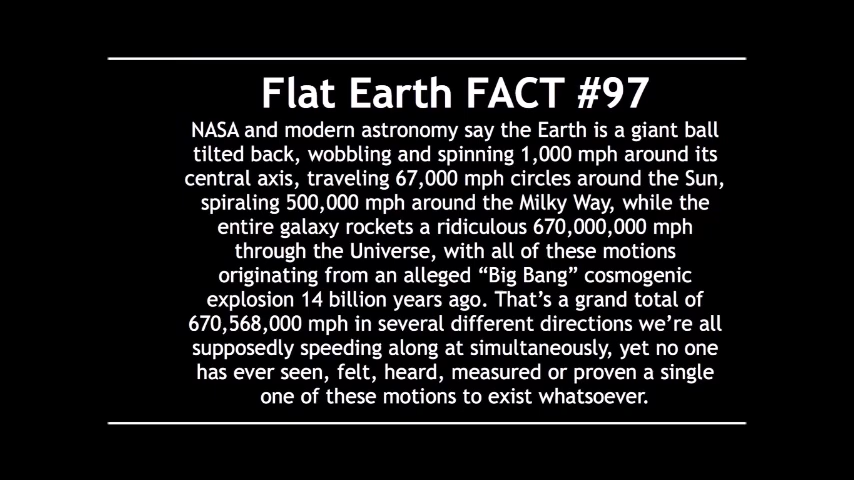 Flat Earth FACT #97
NASA and modern astronomy say the Earth is a giant ball
tilted back, wobbling and spinning 1,000 mph around its
central axis, traveling 67,000 mph circles around the Sun,
spiraling 500,000 mph around the Milky Way, while the
entire galaxy rockets a ridiculous 670,000,000 mph
through the Universe, with all of these motions
originating from an alleged “Big Bang” cosmogenic
explosion 14 billion years ago. That’s a grand total of
670,568,000 mph in several different directions we’re all
supposedly speeding along at simultaneously, yet no one
has ever seen, felt, heard, measured or proven a single
one of these motions to exist whatsoever.